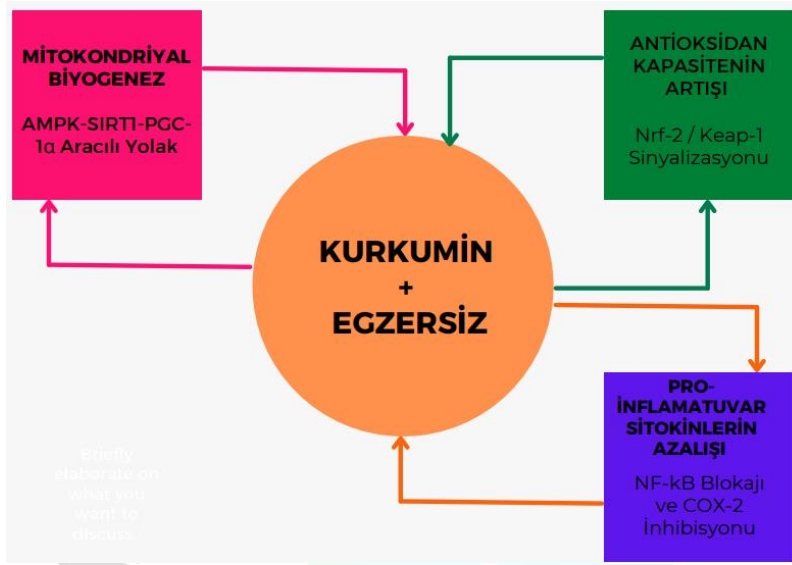 MİTOKONDRİYAL
BİYOGENEZ
AMPK-SIRT1-PGC-
1α Aracılı Yolak
ANTİOKSİDAN
KAPASİTENİN
ARTIŞI
Nrf-2 / Keap-1
Sinyalizasyonu
KURKUMİN
+
EGZERSİZ
PRO-
İNFLAMATUVAR
SİTOKİNLERİN
AZALIŞI
NF-kB Blokajı
ve COX-2
İnhibisyonu
Briefly
elaborate on
what you
want to
discuss.